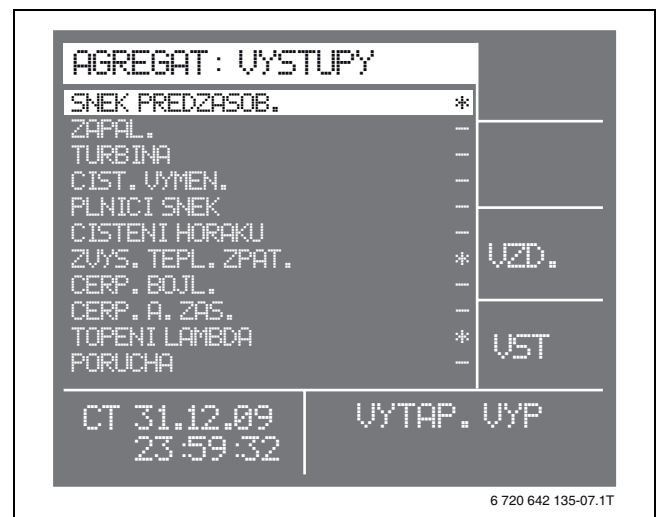 AGREGAT: VYSTUPY
SNEK PREDZASOB. *
ZAPAL. –
TURBINA –
CIST. VYMEN. –
PLNICI SNEK –
CISTENI HORAKU –
ZVYS. TEPL. ZPAT. *
CERP. BOJL. –
CERP. A. ZAS. –
TOPENI LAMBDA *
PORUCHA –
VZD.
VST
CT 31.12.09
23:59:32
VYTAP. VYP
6 720 642 135-07.1T